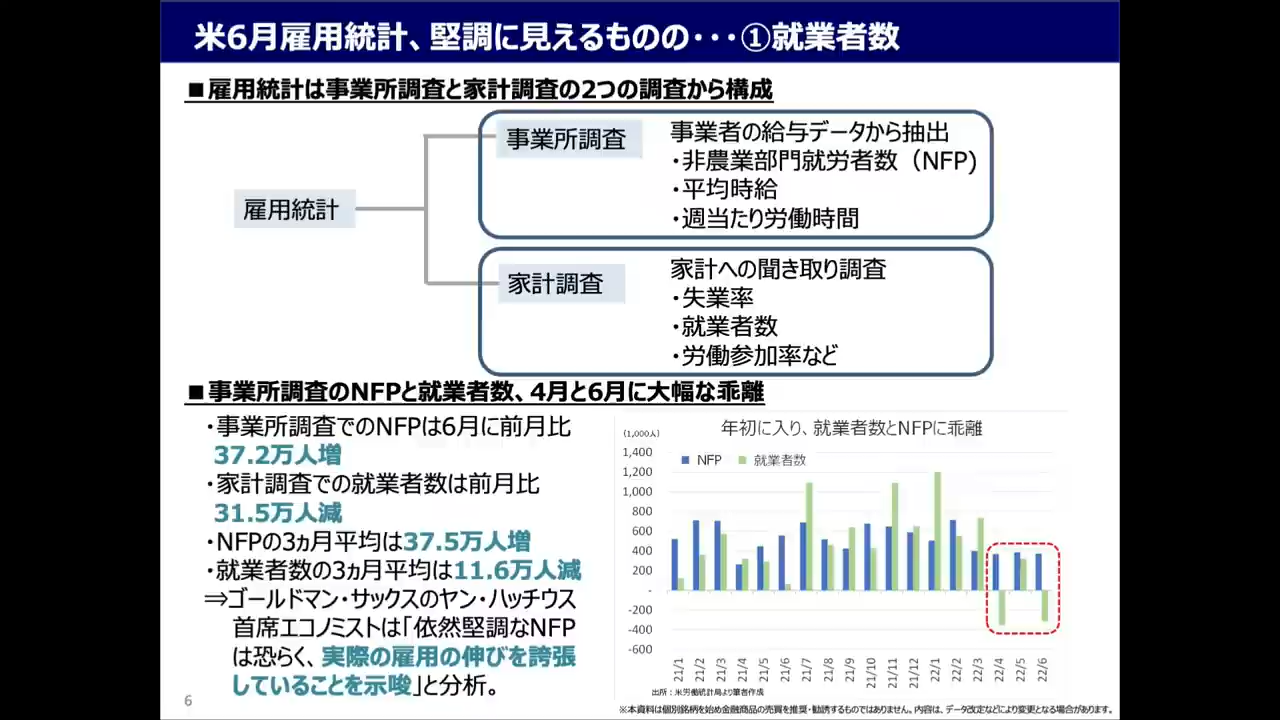 米6月雇用統計、堅調に見えるものの・・・①就業者数
■雇用統計は事業所調査と家計調査の2つの調査から構成
雇用統計
事業所調査
事業者の給与データから抽出
・非農業部門就労者数（NFP)
・平均時給
・週当たり労働時間
家計調査
家計への聞き取り調査
・失業率
・就業者数
・労働参加率など
■事業所調査のNFPと就業者数、4月と6月に大幅な乖離
・事業所調査でのNFPは6月に前月比
37.2万人増
・家計調査での就業者数は前月比
31.5万人減
・NFPの3ヵ月平均は37.5万人増
・就業者数の3ヵ月平均は11.6万人減
⇒ゴールドマン・サックスのヤン・ハッチウス
首席エコノミストは「依然堅調なNFP
は恐らく、実際の雇用の伸びを誇張
していることを示唆」と分析。
年初に入り、就業者数とNFPに乖離
(1,000人)
NFP 就業者数
1,400
1,200
1,000
800
600
400
200
-
-200
-400
-600
21/1 21/2 21/3 21/4 21/5 21/6 21/7 21/8 21/9 21/10 21/11 21/12 22/1 22/2 22/3 22/4 22/5 22/6
出所：米労働統計局より筆者作成
※本資料は個別銘柄を始め金融商品の売買を推奨・勧誘するものではありません。内容は、データ改定などにより変更となる場合があります。
6